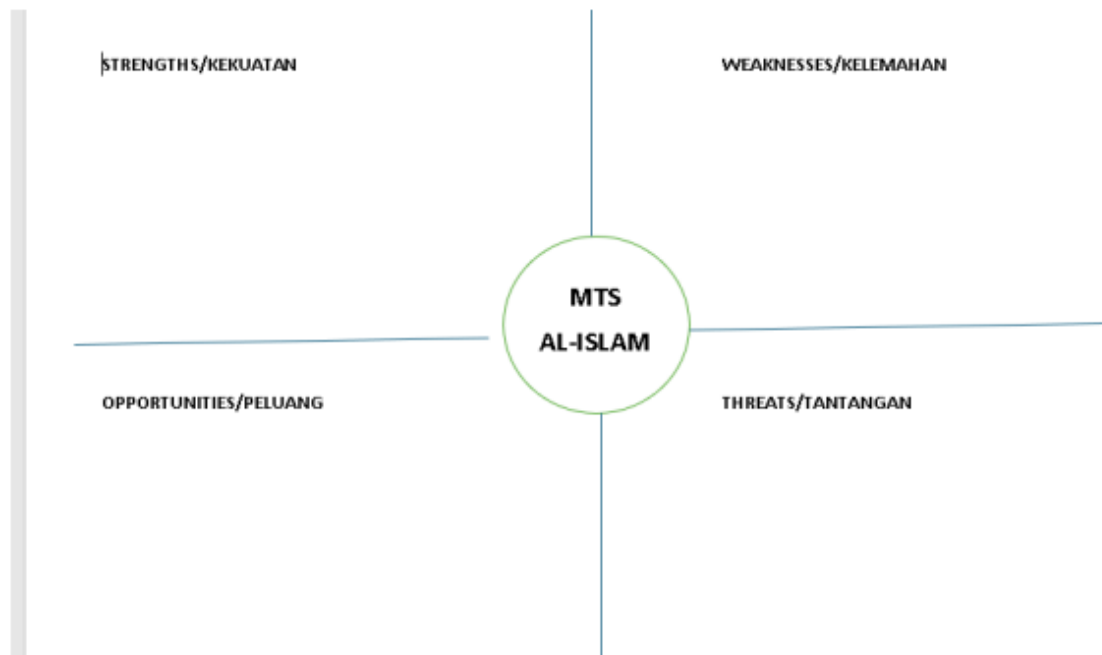 STRENGTHS/KEKUATAN
WEAKNESSES/KELEMAHAN
MTS
AL-ISLAM
OPPORTUNITIES/PELUANG
THREATS/TANTANGAN